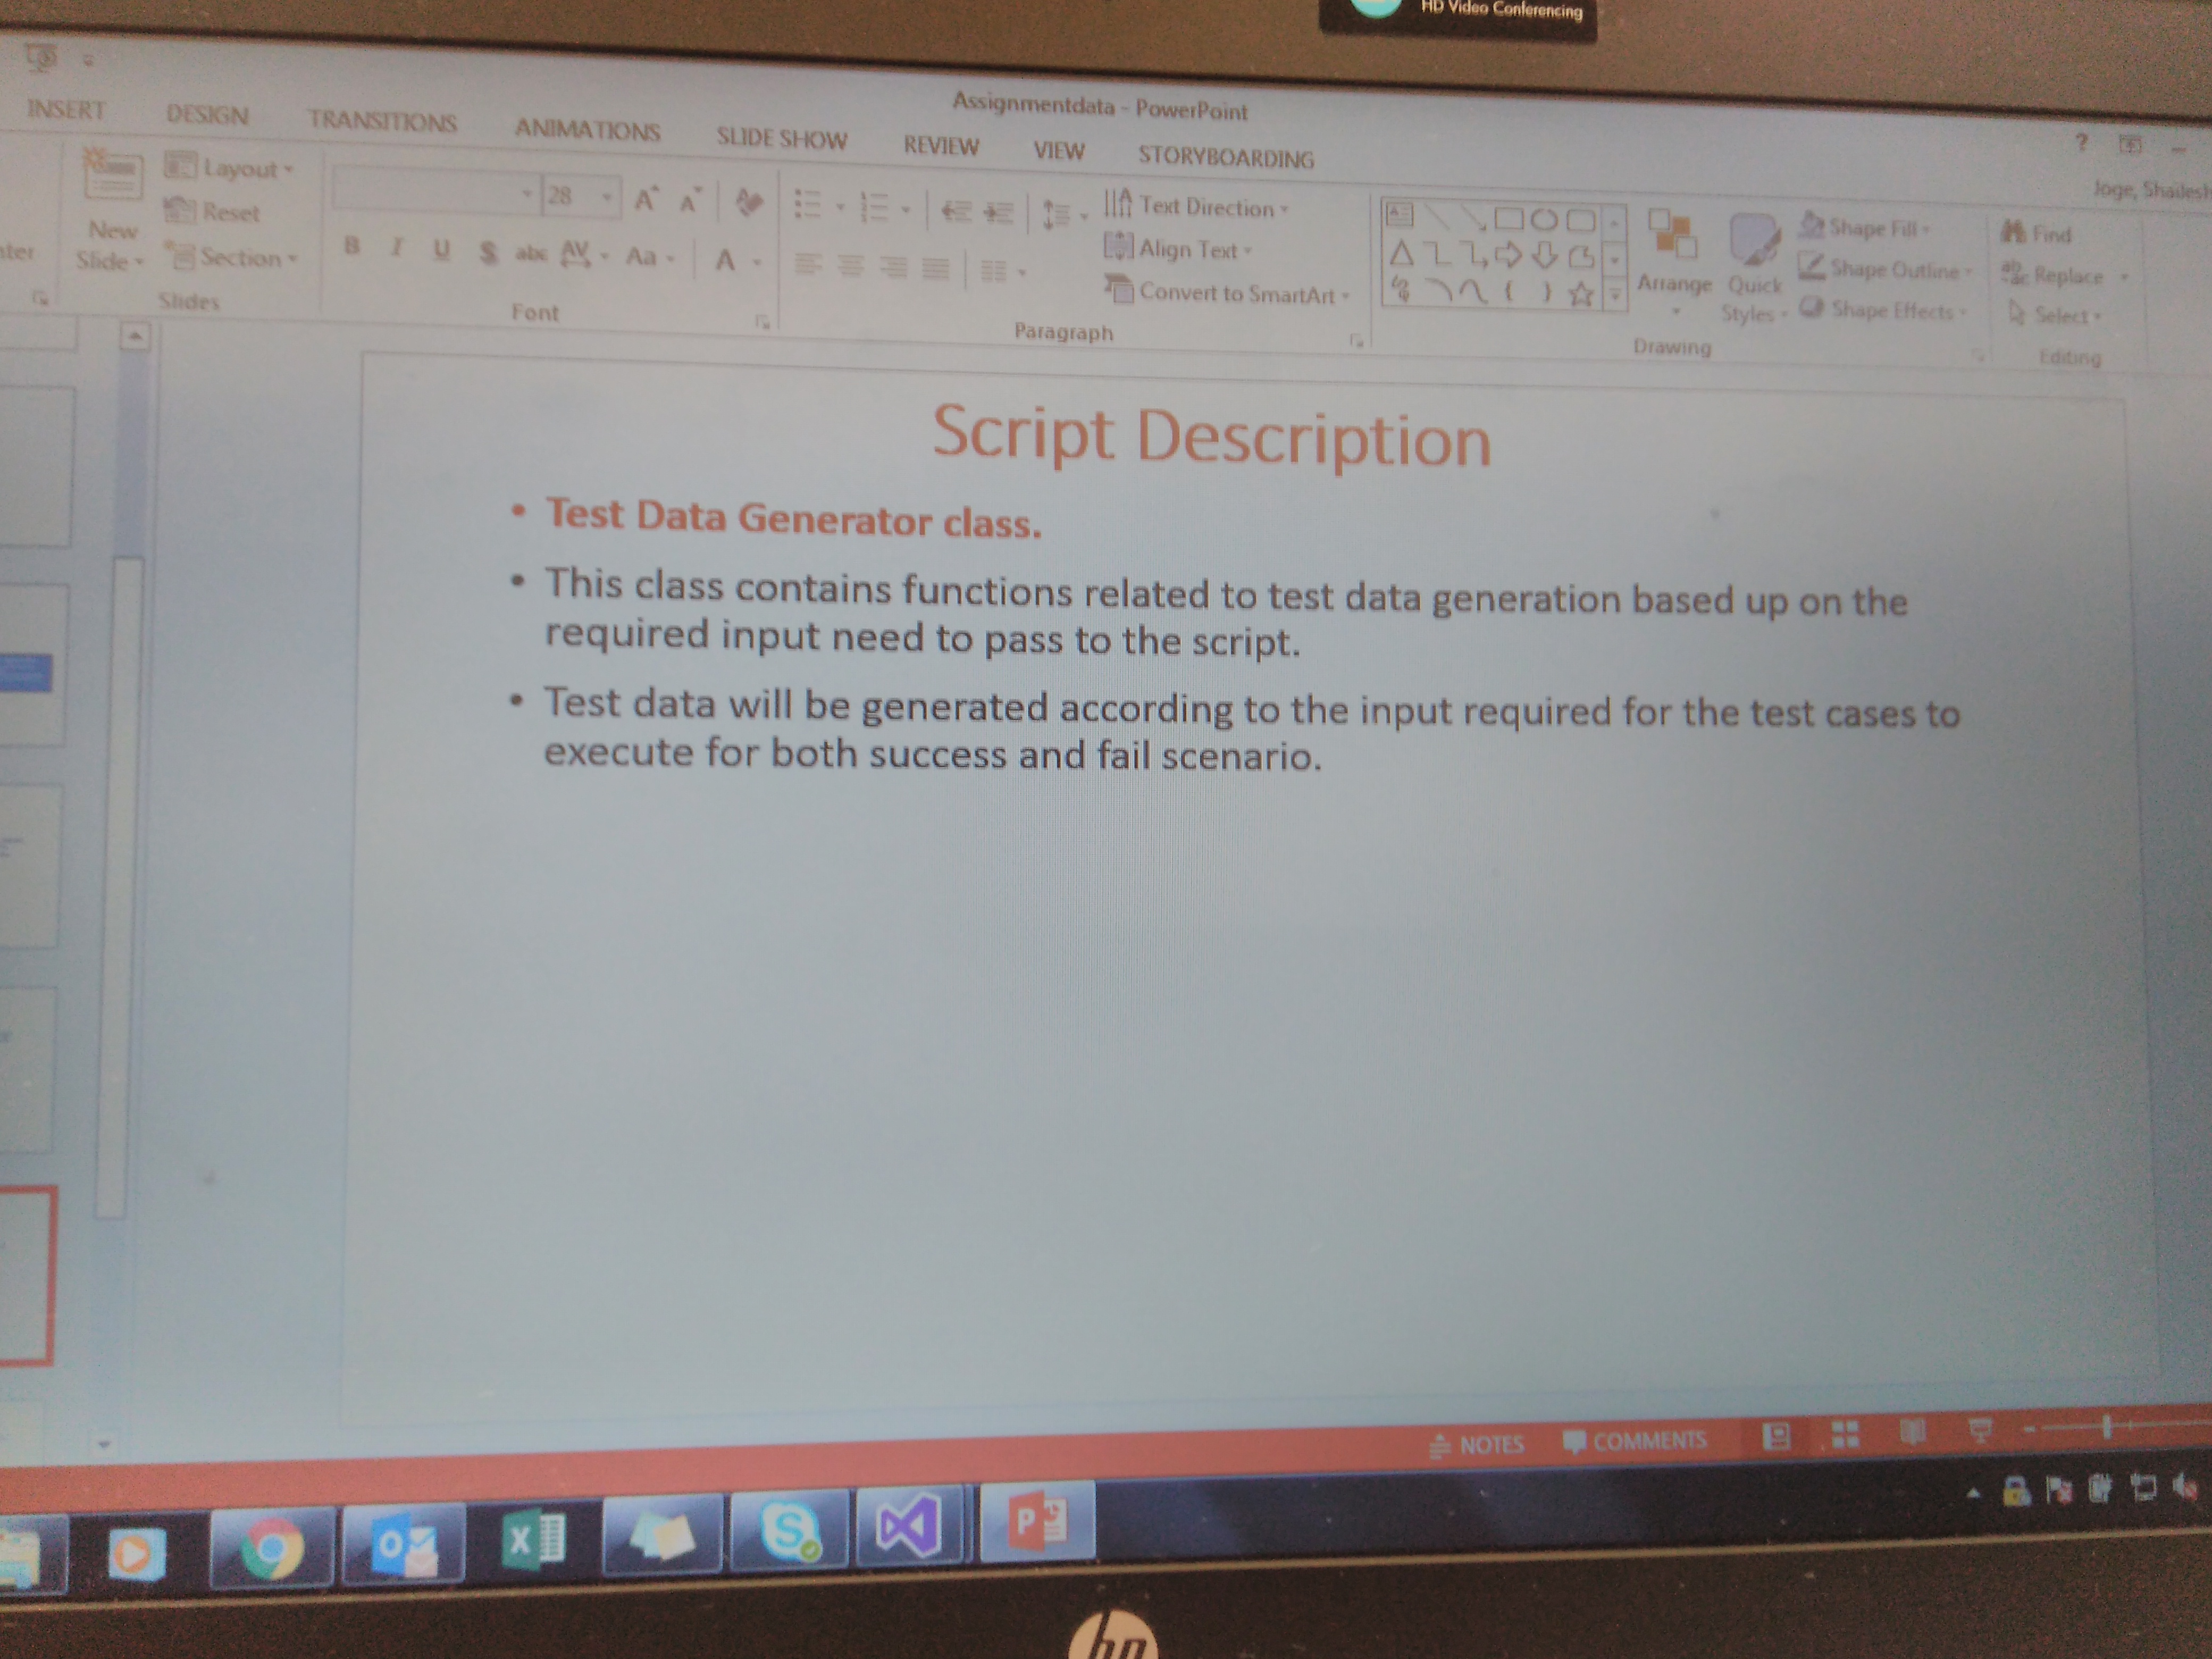 HD Video Conferencing
Assignmentdata - PowerPoint
INSERT DESIGN TRANSITIONS ANIMATIONS SLIDE SHOW REVIEW VIEW STORYBOARDING
?
Joge, Shailesh
New Slide
Layout
Reset
Section
Slides
28
B I U S abc AV Aa A
Font
Text Direction
Align Text
Convert to SmartArt
Paragraph
Arrange
Quick Styles
Shape Fill
Shape Outline
Shape Effects
Drawing
Find
Replace
Select
Editing
Script Description
• Test Data Generator class.
• This class contains functions related to test data generation based up on the
required input need to pass to the script.
• Test data will be generated according to the input required for the test cases to
execute for both success and fail scenario.
NOTES COMMENTS
hp